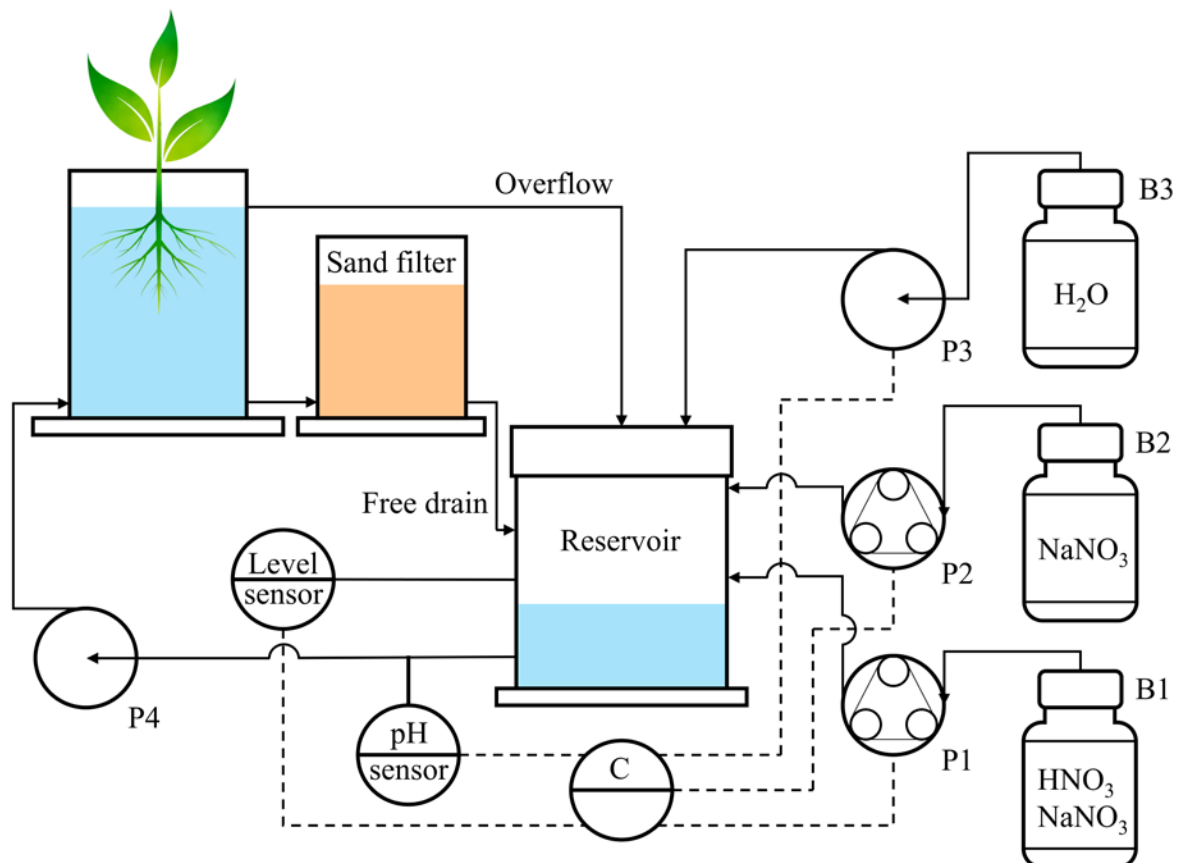 Overflow
B3
Sand filter
H₂O
P3
B2
Free drain
Reservoir
NaNO₃
Level
sensor
P2
B1
P4
pH
sensor
C
P1
HNO₃
NaNO₃